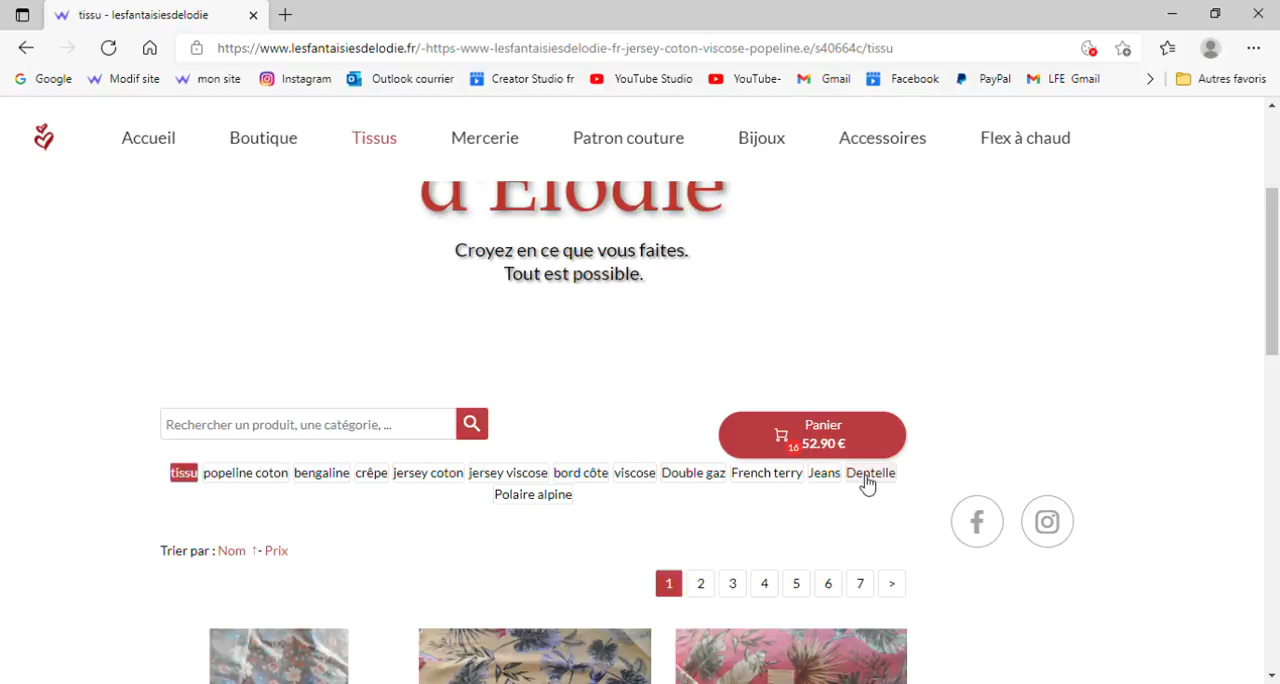 tissu - lesfantaisiesdelodie
https://www.lesfantaisiesdelodie.fr/-https-www-lesfantaisiesdelodie-fr-jersey-coton-viscose-popeline.e/s40664c/tissu
Google Modif site mon site Instagram Outlook courrier Creator Studio fr YouTube Studio YouTube- Gmail Facebook PayPal LFE Gmail Autres favoris
Accueil Boutique Tissus Mercerie Patron couture Bijoux Accessoires Flex à chaud
d'Elodie
Croyez en ce que vous faites.
Tout est possible.
Rechercher un produit, une catégorie, ...
Panier
16 52.90 €
tissu popeline coton bengaline crêpe jersey coton jersey viscose bord côte viscose Double gaz French terry Jeans Dentelle
Polaire alpine
Trier par : Nom ↑- Prix
1 2 3 4 5 6 7 >